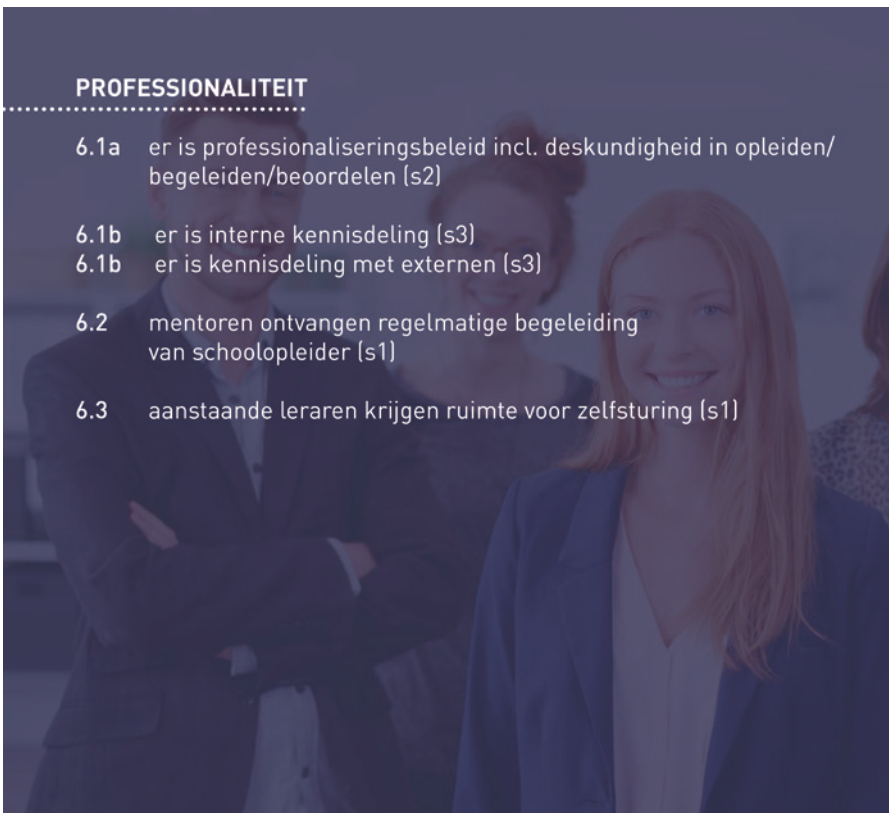 PROFESSIONALITEIT
6.1a er is professionaliseringsbeleid incl. deskundigheid in opleiden/
begeleiden/beoordelen (s2)
6.1b er is interne kennisdeling (s3)
6.1b er is kennisdeling met externen (s3)
6.2 mentoren ontvangen regelmatige begeleiding
van schoolopleider (s1)
6.3 aanstaande leraren krijgen ruimte voor zelfsturing (s1)